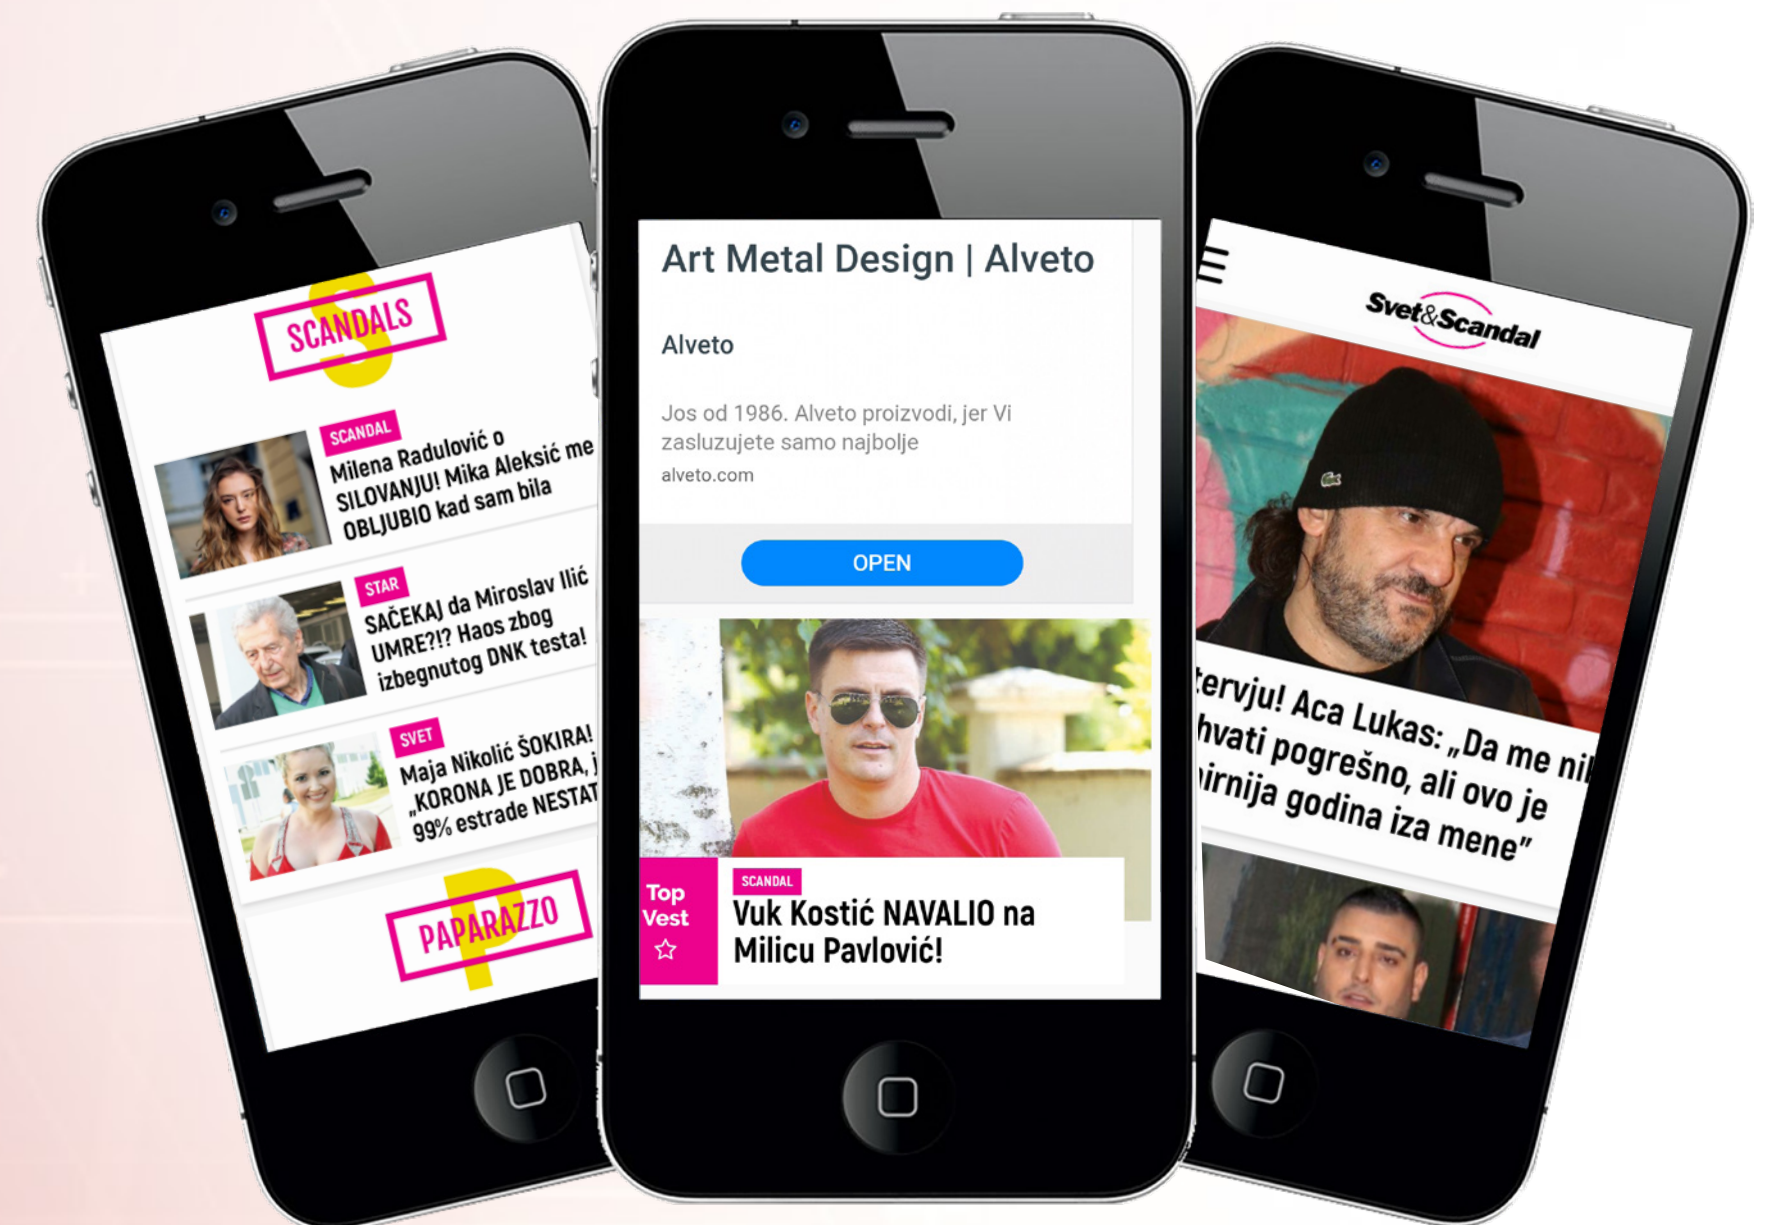 SCANDALS
SCANDAL
Milena Radulović o
SILOVANJU! Mika Aleksić me
OBLJUBIO kad sam bila
STAR
SAČEKAJ da Miroslav Ilić
UMRE?!? Haos zbog
izbegnutog DNK testa!
SVET
Maja Nikolić ŠOKIRA!
„KORONA JE DOBRA, j
99% estrade NESTAT
PAPARAZZO
Art Metal Design | Alveto
Alveto
Jos od 1986. Alveto proizvodi, jer Vi
zasluzujete samo najbolje
alveto.com
OPEN
Top
Vest
SCANDAL
Vuk Kostić NAVALIO na
Milicu Pavlović!
Svet&Scandal
tervju! Aca Lukas: „Da me nik
hvati pogrešno, ali ovo je
irnija godina iza mene”